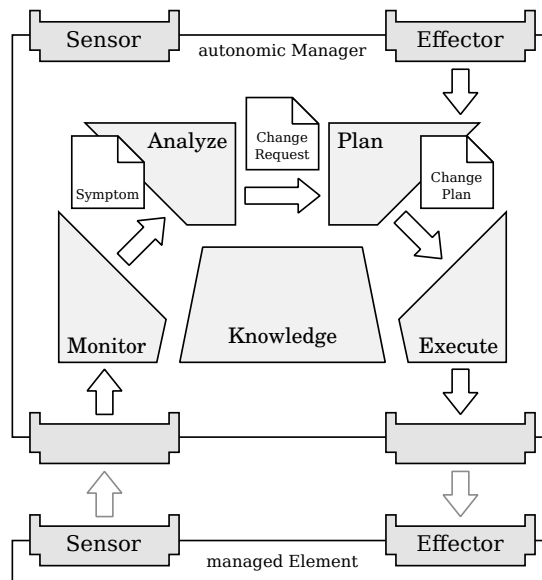 Sensor
autonomic Manager
Effector
Analyze
Change
Request
Plan
Symptom
Change
Plan
Monitor
Knowledge
Execute
Sensor
managed Element
Effector